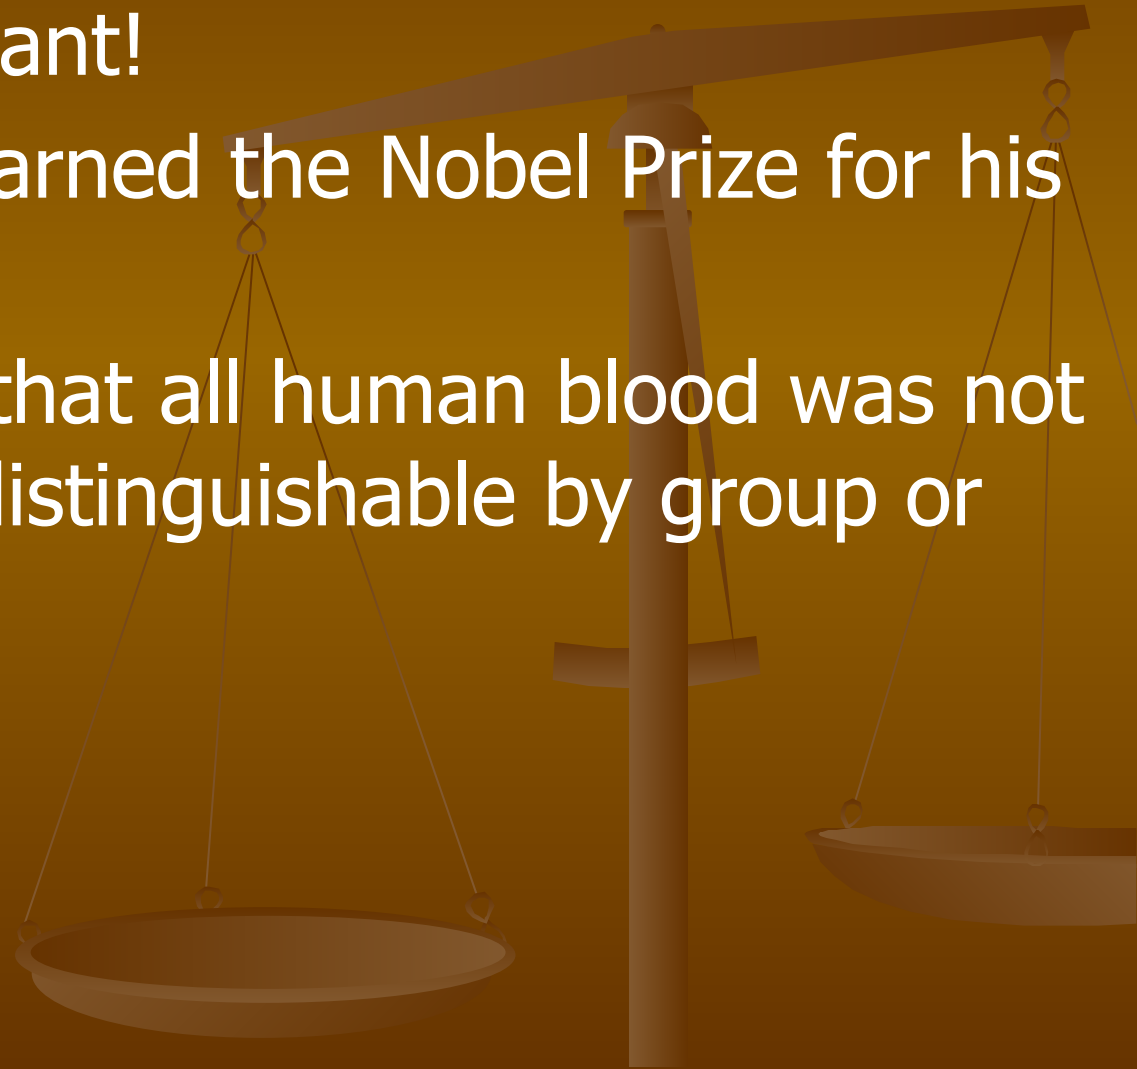 ant!
arned the Nobel Prize for his
that all human blood was not
listinguishable by group or